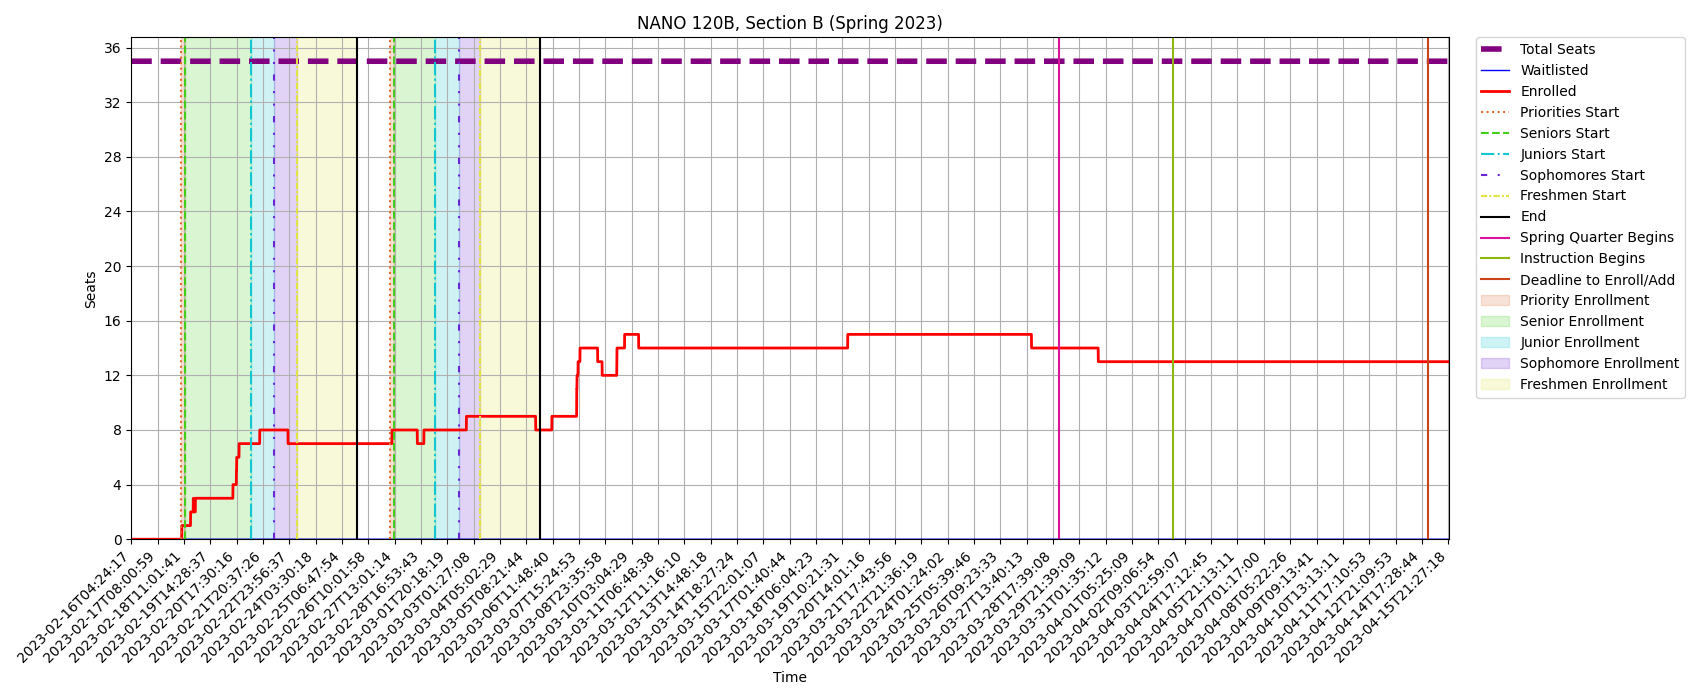 NANO 120B, Section B (Spring 2023)
36
32
28
24
20
16
12
8
4
0
Seats
2023-02-16T04:24:17
2023-02-17T08:00:59
2023-02-18T11:01:41
2023-02-19T14:28:37
2023-02-20T17:30:16
2023-02-21T20:37:26
2023-02-22T23:56:37
2023-02-24T03:30:18
2023-02-25T06:47:54
2023-02-26T10:01:58
2023-02-27T13:01:14
2023-02-28T16:53:43
2023-03-01T20:18:19
2023-03-03T01:27:08
2023-03-04T05:02:29
2023-03-05T08:21:44
2023-03-06T11:48:40
2023-03-07T15:24:53
2023-03-08T23:35:58
2023-03-10T03:04:29
2023-03-11T06:48:38
2023-03-12T11:16:10
2023-03-13T14:48:18
2023-03-14T18:27:24
2023-03-15T22:01:07
2023-03-17T01:40:44
2023-03-18T06:04:23
2023-03-19T10:21:31
2023-03-20T14:01:16
2023-03-21T17:43:56
2023-03-22T21:36:19
2023-03-24T01:24:02
2023-03-25T05:39:46
2023-03-26T09:23:33
2023-03-27T13:40:13
2023-03-28T17:39:08
2023-03-29T21:39:09
2023-03-31T01:35:12
2023-04-01T05:25:09
2023-04-02T09:06:54
2023-04-03T12:59:07
2023-04-04T17:12:45
2023-04-05T21:13:11
2023-04-07T01:17:00
2023-04-08T05:22:26
2023-04-09T09:13:41
2023-04-10T13:13:11
2023-04-11T17:10:53
2023-04-12T21:09:53
2023-04-14T17:28:44
2023-04-15T21:27:18
Time
Total Seats
Waitlisted
Enrolled
Priorities Start
Seniors Start
Juniors Start
Sophomores Start
Freshmen Start
End
Spring Quarter Begins
Instruction Begins
Deadline to Enroll/Add
Priority Enrollment
Senior Enrollment
Junior Enrollment
Sophomore Enrollment
Freshmen Enrollment